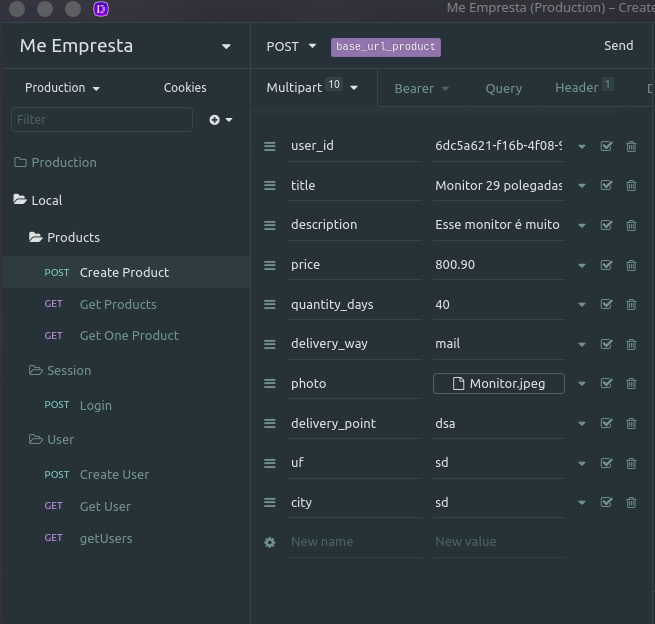 Me Empresta (Production) – Create
Me Empresta
POST
base_url_product
Send
Production
Cookies
Multipart 10
Bearer
Query
Header 1
Filter
Production
Local
Products
POST Create Product
GET Get Products
GET Get One Product
Session
POST Login
User
POST Create User
GET Get User
GET getUsers
user_id 6dc5a621-f16b-4f08-9
title Monitor 29 polegadas
description Esse monitor é muito
price 800.90
quantity_days 40
delivery_way mail
photo Monitor.jpeg
delivery_point dsa
uf sd
city sd
New name New value